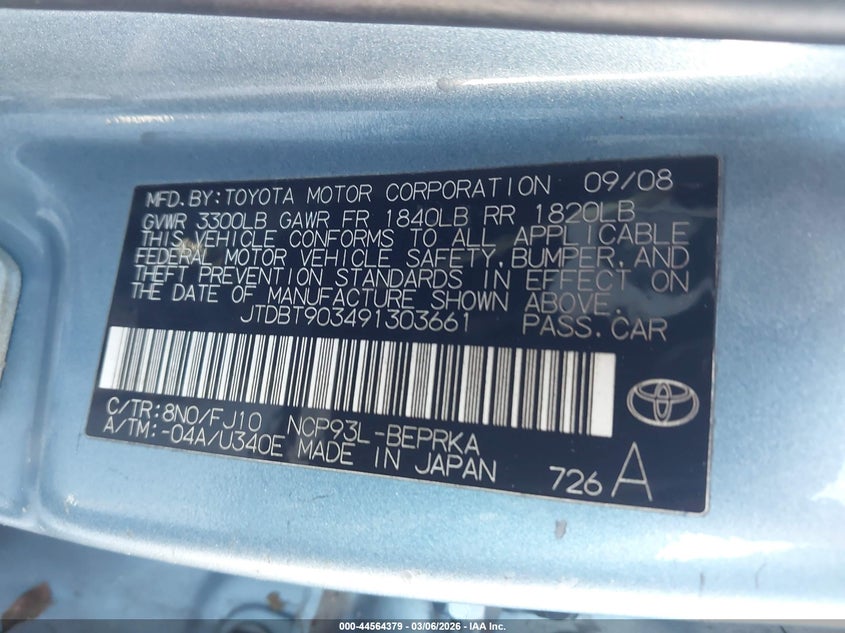 MFD. BY: TOYOTA MOTOR CORPORATION 09/08
GVWR 3300LB GAWR FR 1840LB RR 1820LB
THIS VEHICLE CONFORMS TO ALL APPLICABLE
FEDERAL MOTOR VEHICLE SAFETY, BUMPER, AND
THEFT PREVENTION STANDARDS IN EFFECT ON
THE DATE OF MANUFACTURE SHOWN ABOVE.
JTDBT903491303661 PASS. CAR
C/TR: 8N0/FJ10 NCP93L-BEPRKA
A/TM: -04A/U340E MADE IN JAPAN
726 A
000-44564379 | 03/06/2026 - IAA Inc.